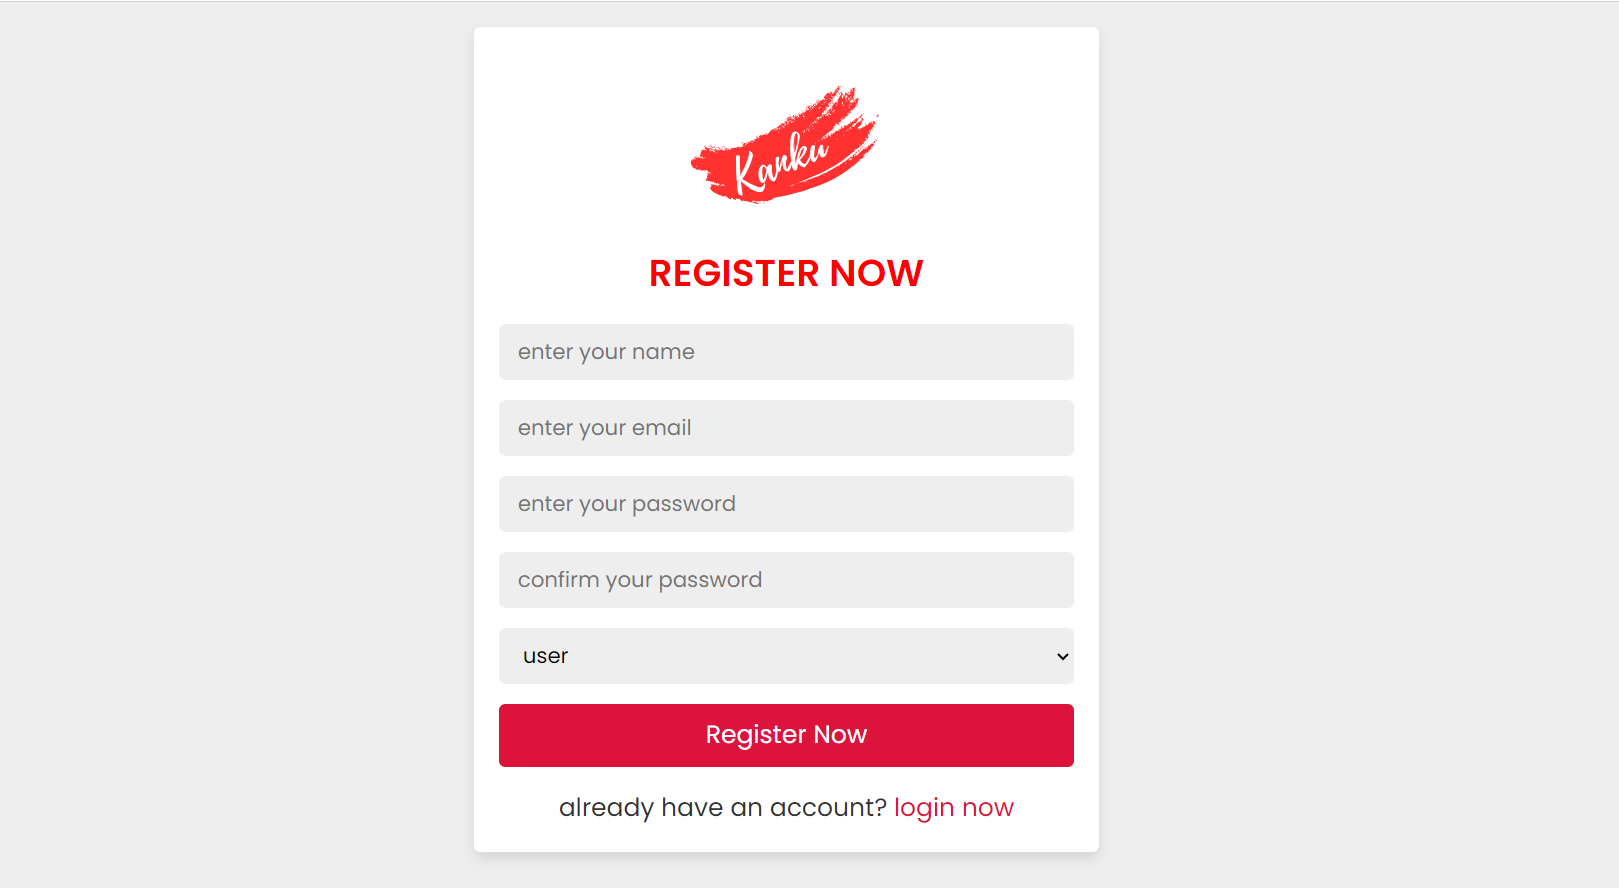 Kanku
REGISTER NOW
enter your name
enter your email
enter your password
confirm your password
user
Register Now
already have an account? login now